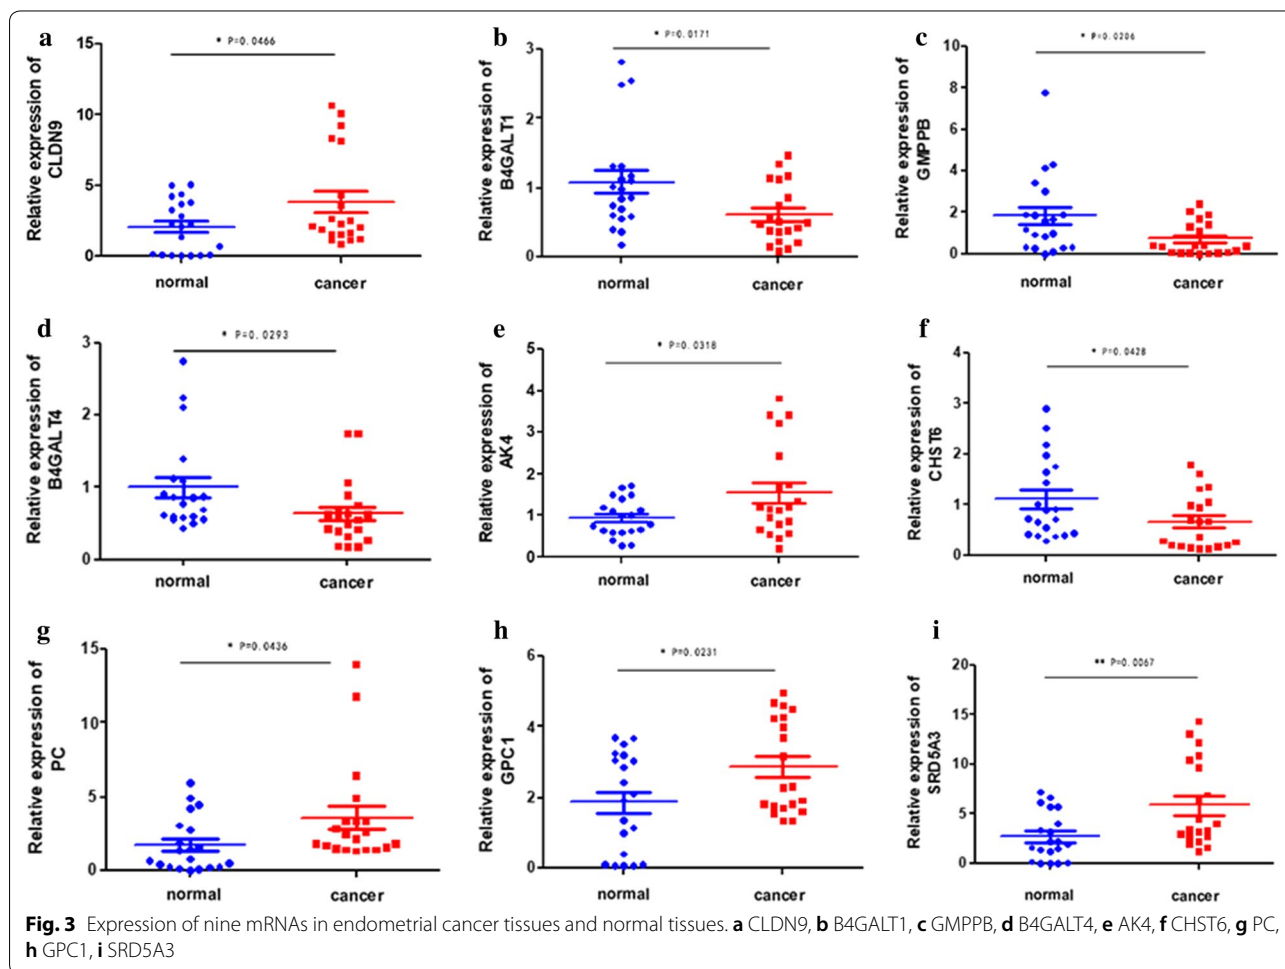 a
* P=0.0466
Relative expression of
CLDN9
15
10
5
0
normal
cancer
b
* P=0.0171
Relative expression of
B4GALT1
3
2
1
0
normal
cancer
c
* P=0.0206
Relative expression of
GMPPB
10
8
6
4
2
0
normal
cancer
d
* P=0.0293
Relative expression of
B4GALT4
3
2
1
0
normal
cancer
e
* P=0.0318
Relative expression of
AK4
5
4
3
2
1
0
normal
cancer
f
* P=0.0428
Relative expression of
CHST6
4
3
2
1
0
normal
cancer
g
* P=0.0436
Relative expression of
PC
15
10
5
0
normal
cancer
h
* P=0.0231
Relative expression of
GPC1
6
4
2
0
normal
cancer
i
** P=0.0067
Relative expression of
SRD5A3
20
15
10
5
0
normal
cancer
Fig. 3 Expression of nine mRNAs in endometrial cancer tissues and normal tissues. a CLDN9, b B4GALT1, c GMPPB, d B4GALT4, e AK4, f CHST6, g PC,
h GPC1, i SRD5A3